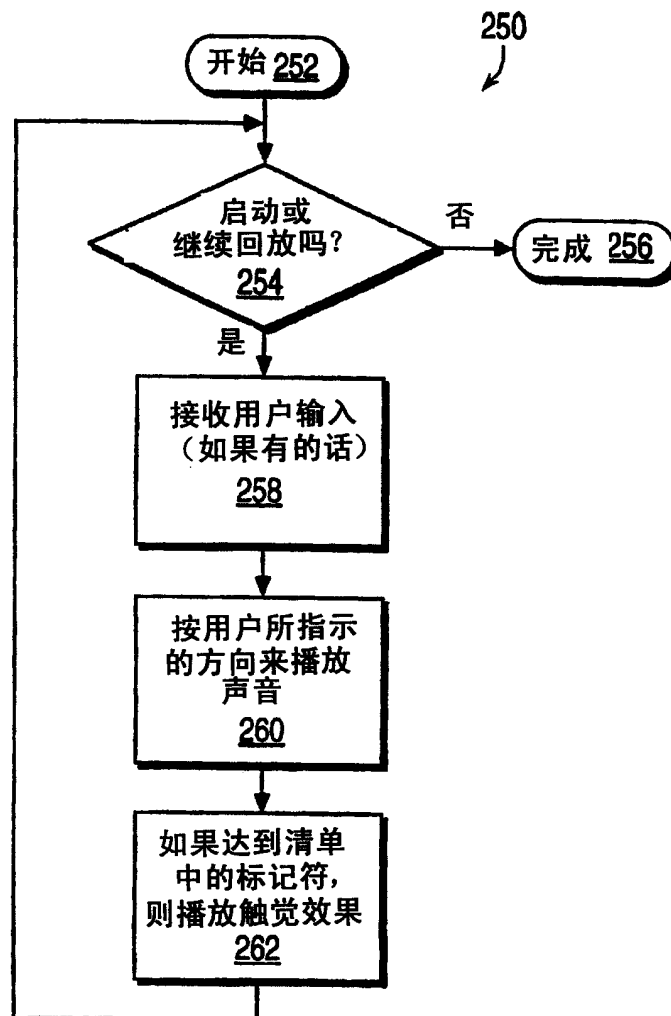 250
开始 252
启动或
继续回放吗？
254
否
完成 256
是
接收用户输入
（如果有的话）
258
按用户所指示
的方向来播放
声音
260
如果达到清单
中的标记符，
则播放触觉效果
262